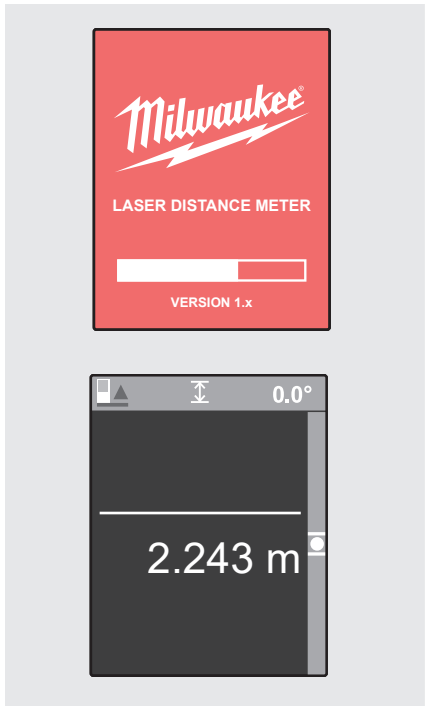 Milwaukee®
LASER DISTANCE METER
VERSION 1.x
0.0°
2.243 m